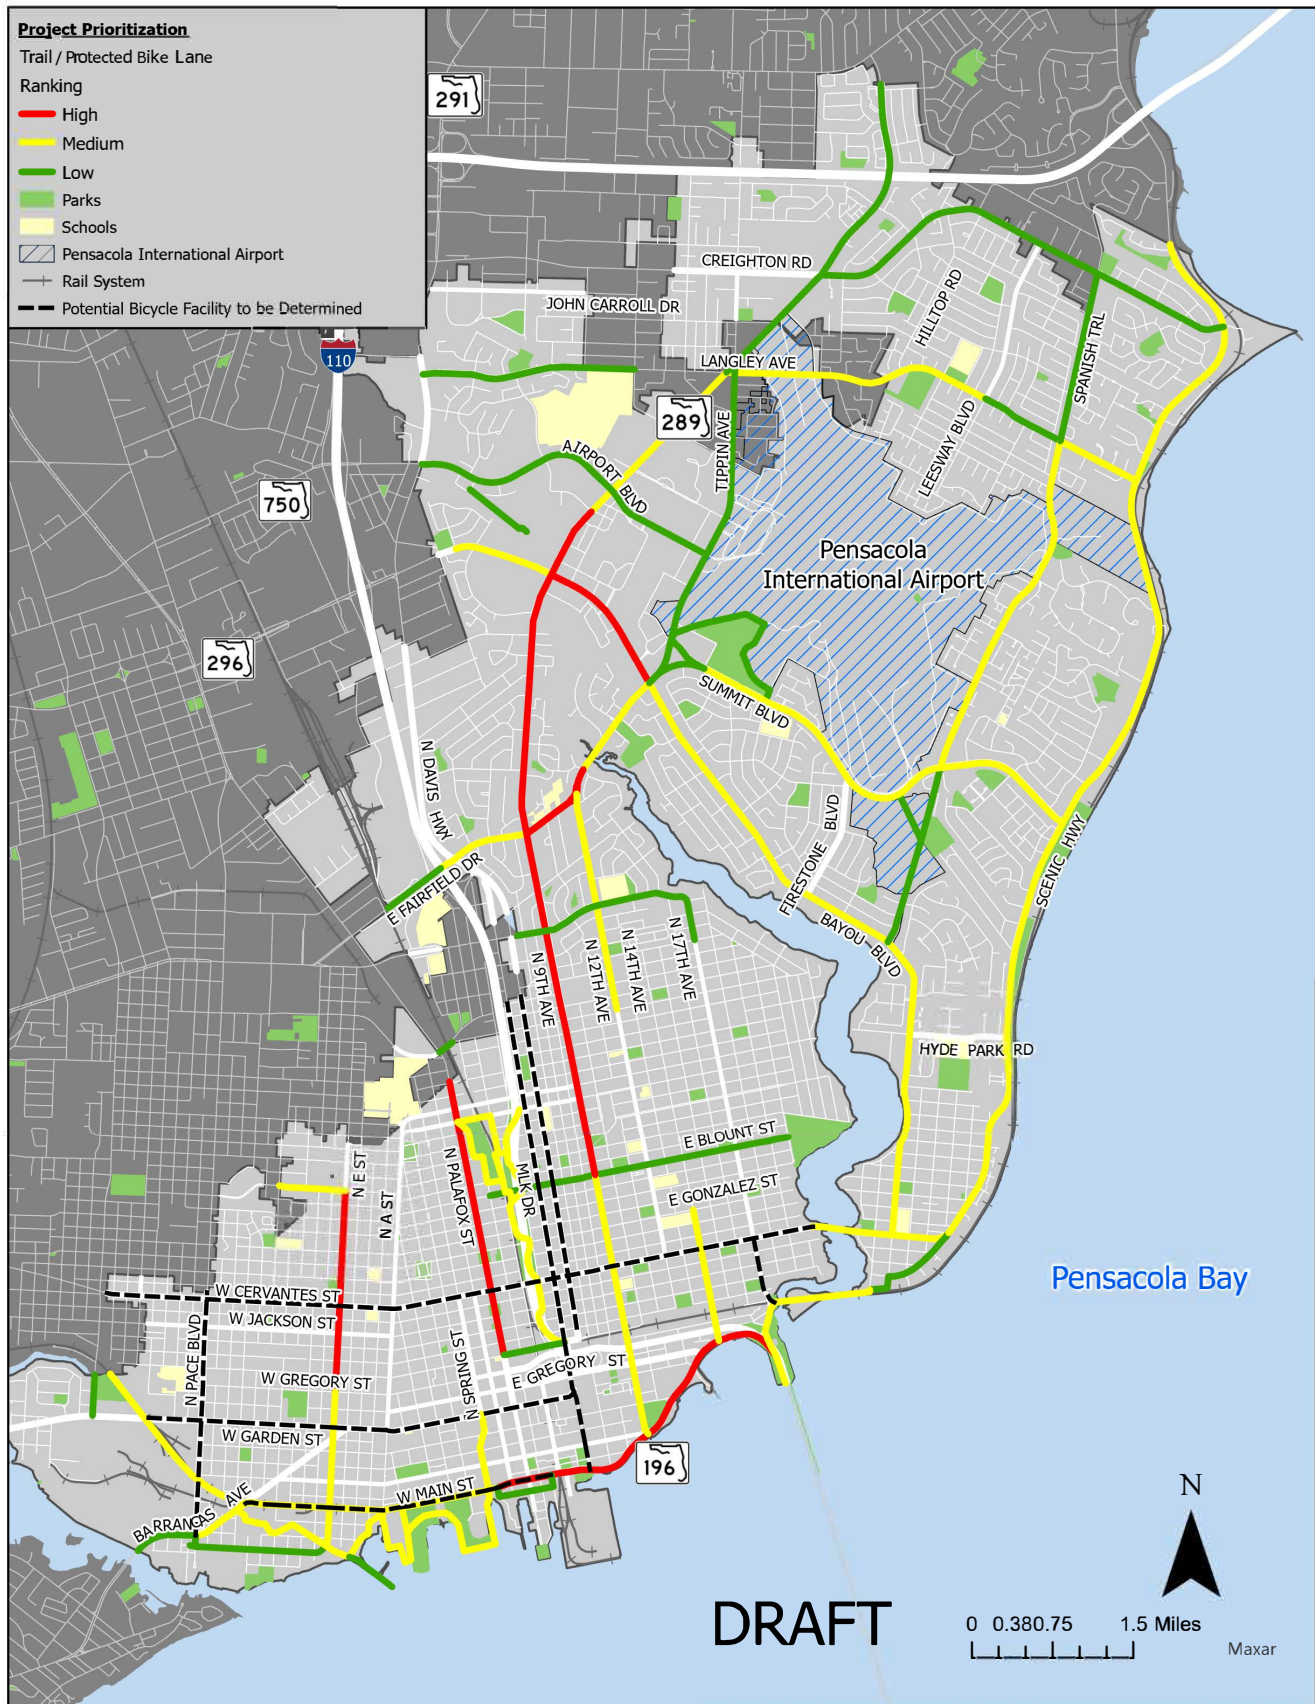 Project Prioritization
Trail / Protected Bike Lane
Ranking
High
Medium
Low
Parks
Schools
Pensacola International Airport
Rail System
Potential Bicycle Facility to be Determined
291
CREIGHTON RD
JOHN CARROLL DR
HILLTOP RD
110
LANGLEY AVE
SPANISH TRL
289
LEESWAY BLVD
TIPPIN AVE
AIRPORT BLVD
750
Pensacola
International Airport
296
SUMMIT BLVD
N DAVIS HWY
FIRESTONE BLVD
SCENIC HWY
E FAIRFIELD DR
BAYOU BLVD
N 9TH AVE
N 12TH AVE
N 14TH AVE
N 17TH AVE
HYDE PARK RD
E BLOUNT ST
N E ST
N A ST
N PALAFOX ST
MLK DR
E GONZALEZ ST
Pensacola Bay
W CERVANTES ST
W JACKSON ST
N PACE BLVD
N SPRING ST
W GREGORY ST
E GREGORY ST
W GARDEN ST
196
W MAIN ST
BARRANCAS AVE
N
DRAFT
0 0.380.75 1.5 Miles
Maxar